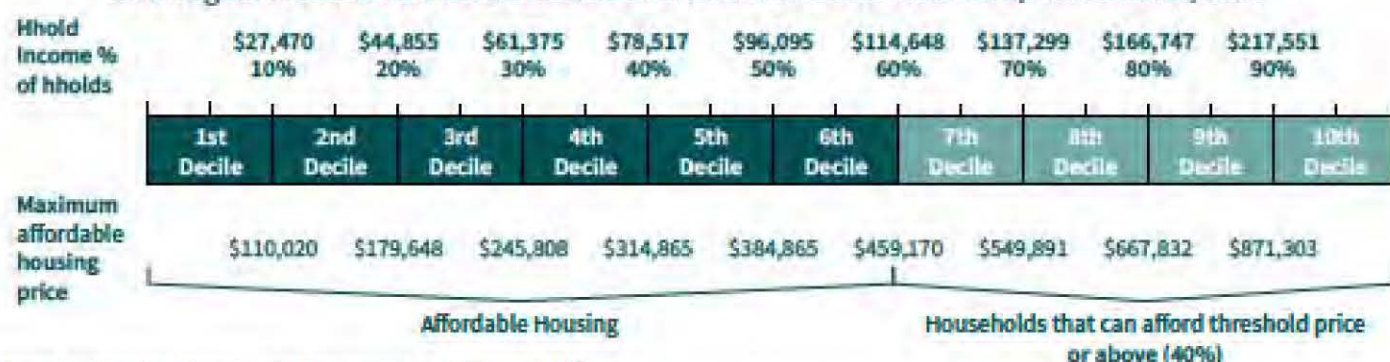 Hhold
Income %
of hholds
$27,470 $44,855 $61,375 $78,517 $96,095 $114,648 $137,299 $166,747 $217,551
10% 20% 30% 40% 50% 60% 70% 80% 90%
1st Decile
2nd Decile
3rd Decile
4th Decile
5th Decile
6th Decile
7th Decile
8th Decile
9th Decile
10th Decile
Maximum
affordable
housing
price
$110,020 $179,648 $245,808 $314,865 $384,865 $459,170 $549,891 $667,832 $871,303
Affordable Housing
Households that can afford threshold price
or above (40%)